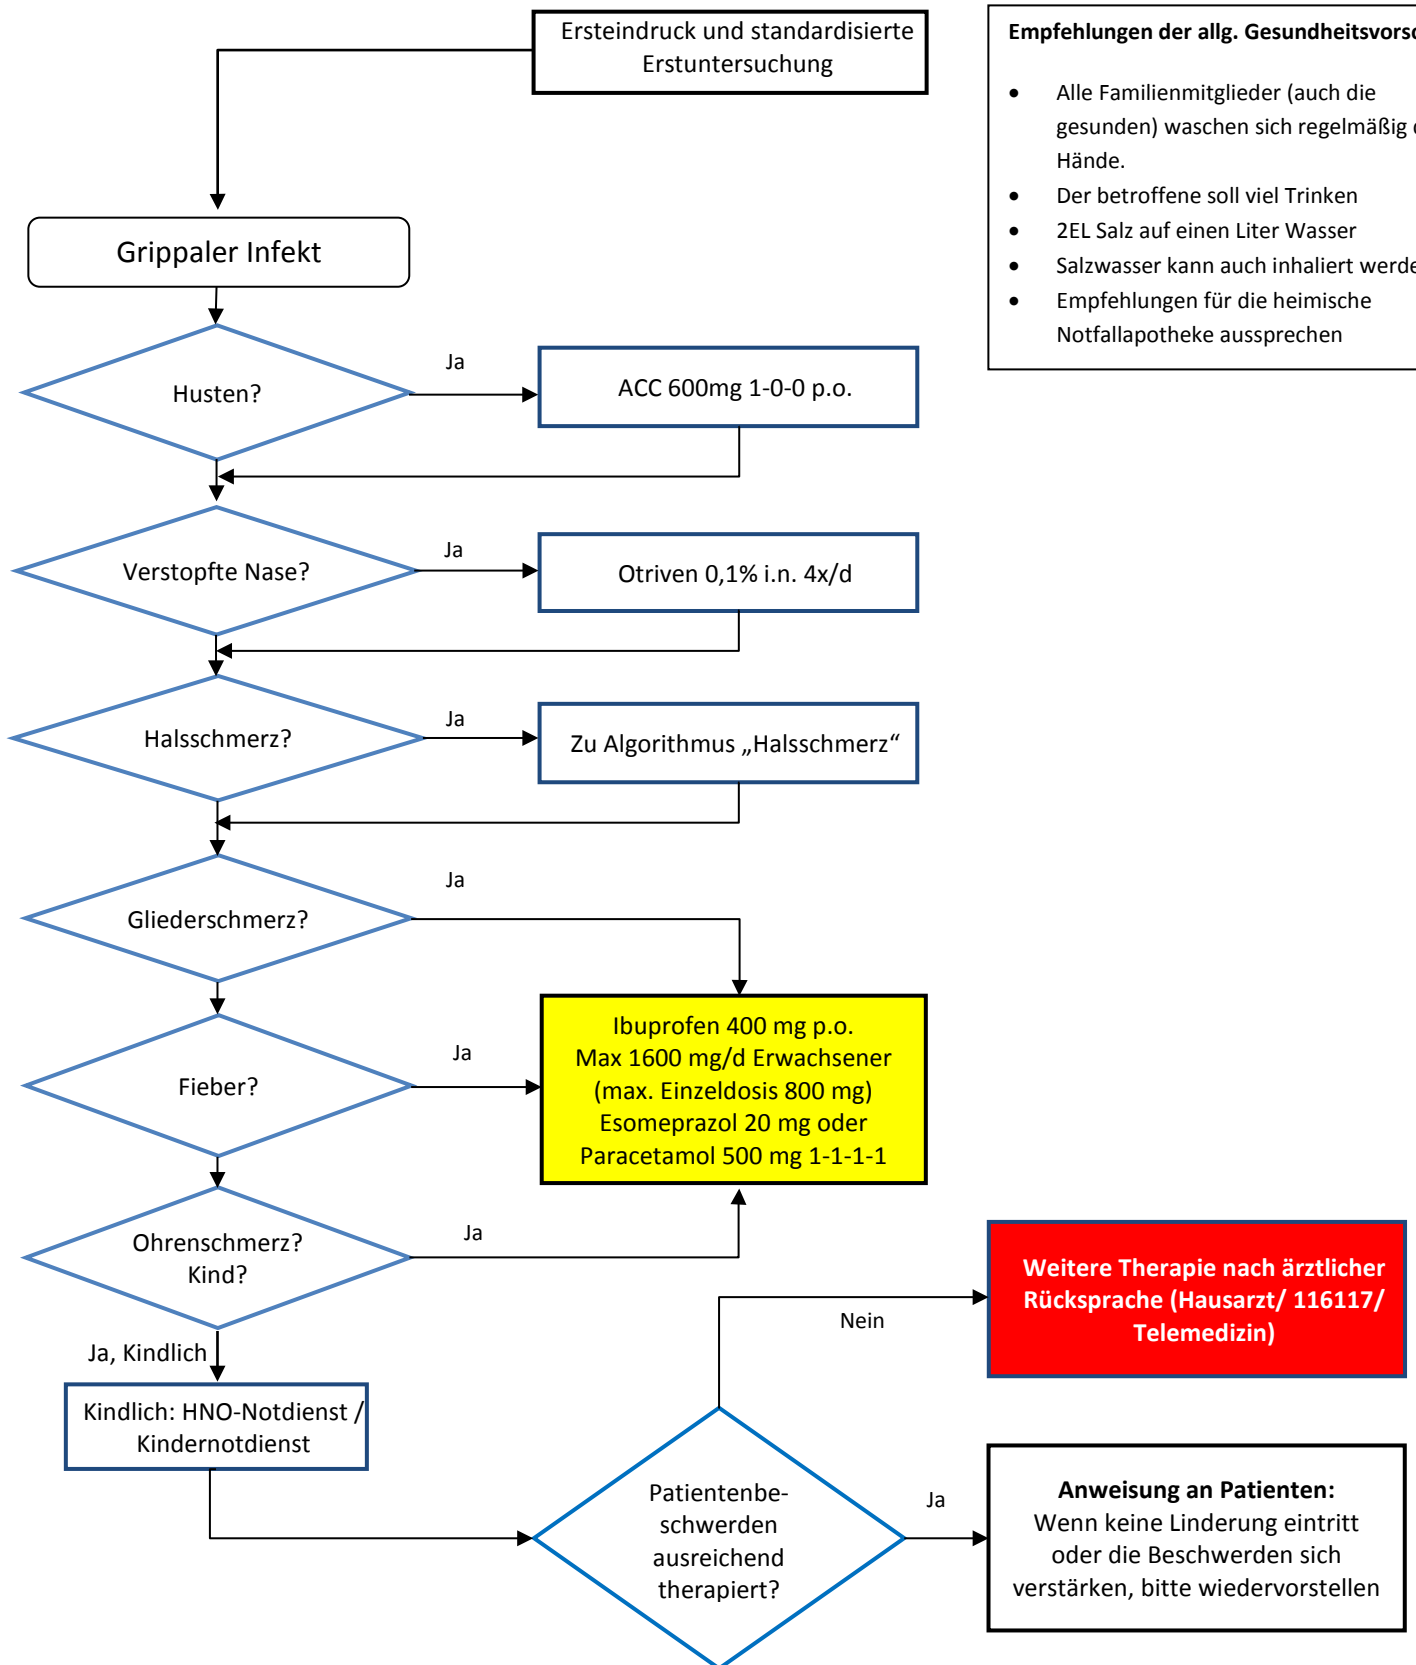 Ersteindruck und standardisierte
Erstuntersuchung
Empfehlungen der allg.
• Alle Familienmitglieder (auch die
gesunden) waschen sich regelmäßig
Hände.
• Der betroffene soll viel Trinken
• 2EL Salz auf einen Liter Wasser
• Salzwasser kann auch inhaliert
• Empfehlungen für die heimische
Notfallapotheke aussprechen
Grippaler Infekt
Husten?
Ja
ACC 600mg 1-0-0 p.o.
Verstopfte Nase?
Ja
Otriven 0,1% i.n. 4x/d
Halsschmerz?
Ja
Zu Algorithmus „Halsschmerz“
Gliederschmerz?
Ja
Fieber?
Ja
Ibuprofen 400 mg p.o.
Max 1600 mg/d Erwachsener
(max. Einzeldosis 800 mg)
Esomeprazol 20 mg oder
Paracetamol 500 mg 1-1-1-1
Ohrenschmerz?
Kind?
Ja
Ja, Kindlich
Kindlich: HNO-Notdienst /
Kindernotdienst
Nein
Weitere Therapie nach ärztlicher
Rücksprache (Hausarzt/ 116117/
Telemedizin)
Patientenbe-
schwerden
ausreichend
therapiert?
Ja
Anweisung an Patienten:
Wenn keine Linderung eintritt
oder die Beschwerden sich
verstärken, bitte wiedervorstellen